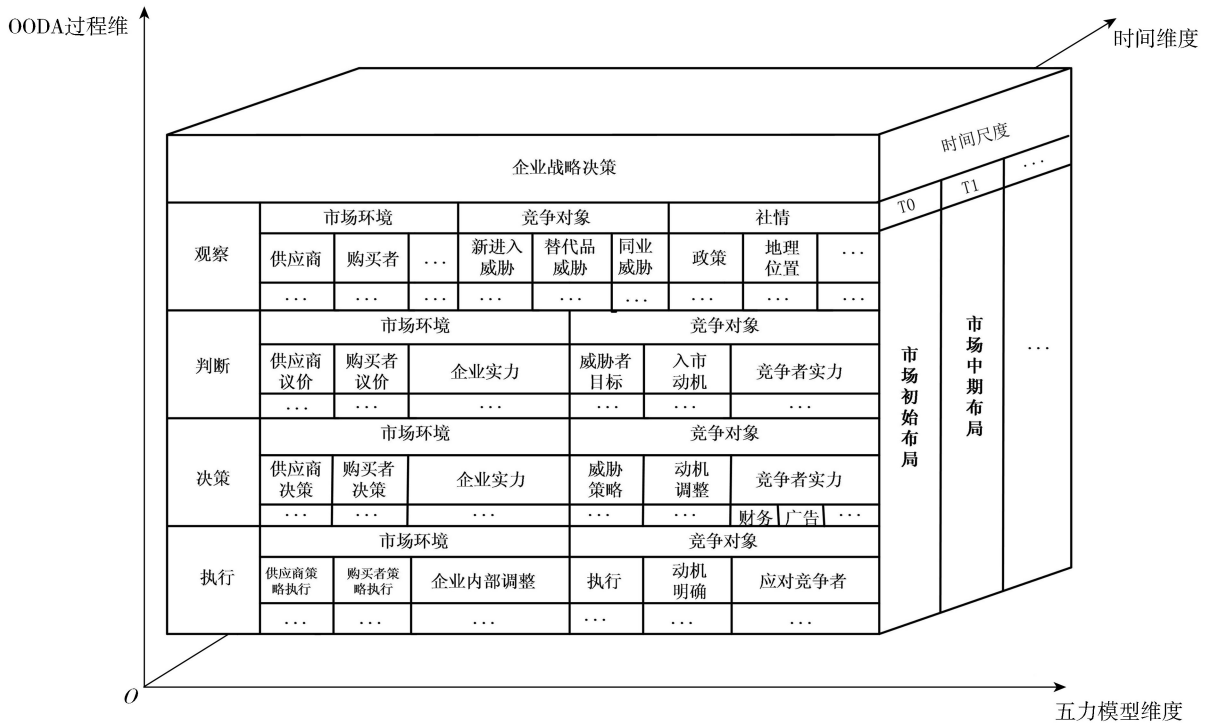 OODA过程维
时间维度
时间尺度
企业战略决策
T0
T1
···
观察
市场环境
竞争对象
社情
供应商
购买者
···
新进入
威胁
替代品
威胁
同业
威胁
政策
地理
位置
···
···
···
···
···
···
···
···
···
···
判断
市场环境
竞争对象
供应商
议价
购买者
议价
企业实力
威胁者
目标
入市
动机
竞争者实力
···
···
···
···
···
···
决策
市场环境
竞争对象
供应商
决策
购买者
决策
企业实力
威胁
策略
动机
调整
竞争者实力
···
···
···
···
···
财务
广告
···
执行
市场环境
竞争对象
供应商策
略执行
购买者策
略执行
企业内部调整
执行
动机
明确
应对竞争者
···
···
···
···
···
···
市场初始布局
市场中期布局
···
O
五力模型维度